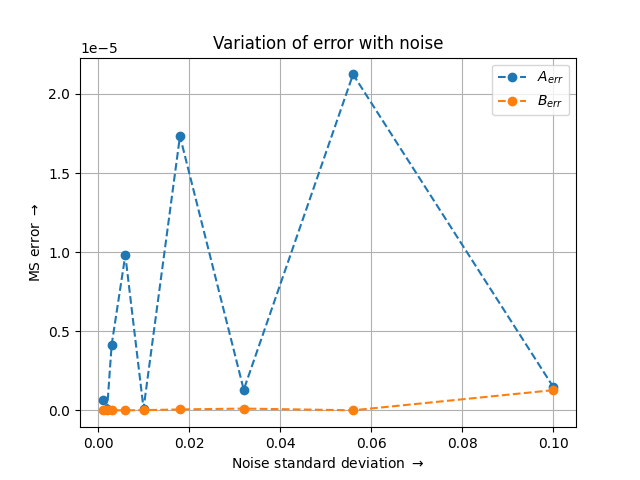 Variation of error with noise
1e−5
A_err
B_err
2.0
1.5
1.0
0.5
0.0
MS error →
0.00 0.02 0.04 0.06 0.08 0.10
Noise standard deviation →